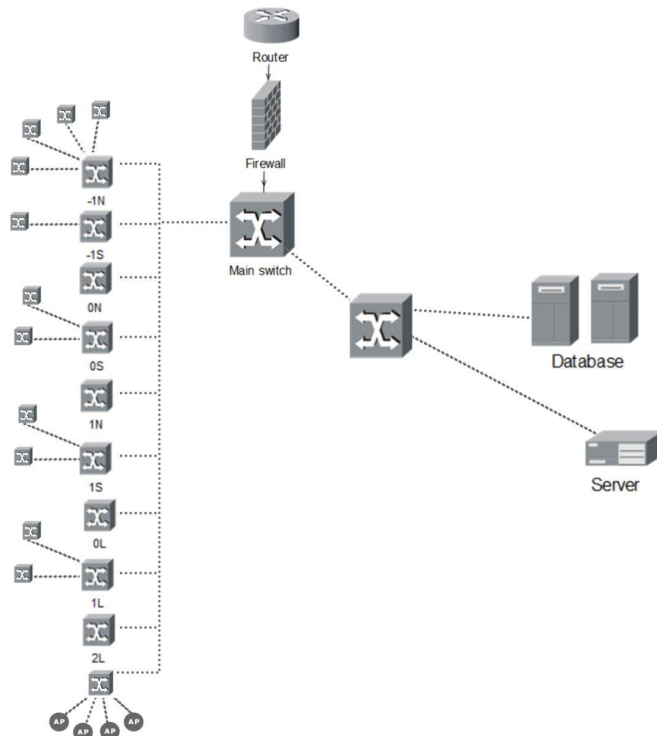 Router
Firewall
Main switch
-1N
-1S
0N
0S
1N
1S
0L
1L
2L
AP
AP
AP
AP
Database
Server